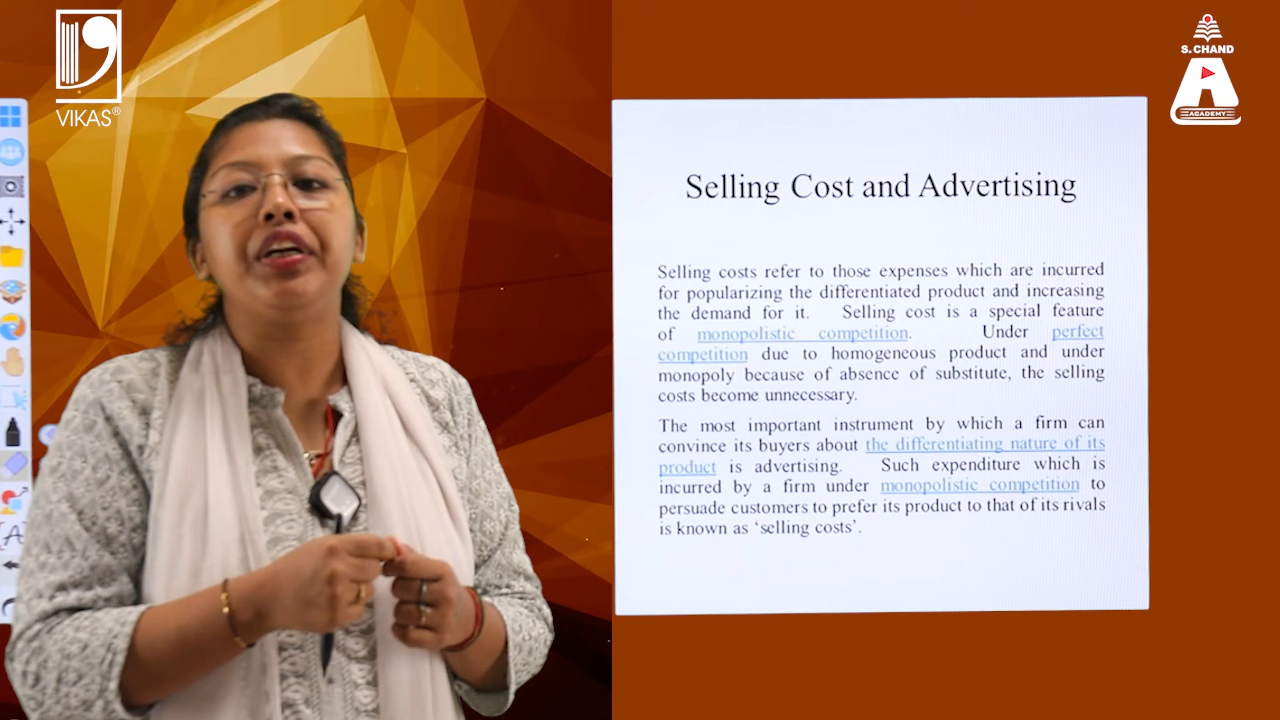 VIKAS®
S. CHAND
ACADEMY
Selling Cost and Advertising
Selling costs refer to those expenses which are incurred
for popularizing the differentiated product and increasing
the demand for it. Selling cost is a special feature
of monopolistic competition. Under perfect
competition due to homogeneous product and under
monopoly because of absence of substitute, the selling
costs become unnecessary.
The most important instrument by which a firm can
convince its buyers about the differentiating nature of its
product is advertising. Such expenditure which is
incurred by a firm under monopolistic competition to
persuade customers to prefer its product to that of its rivals
is known as ‘selling costs’.